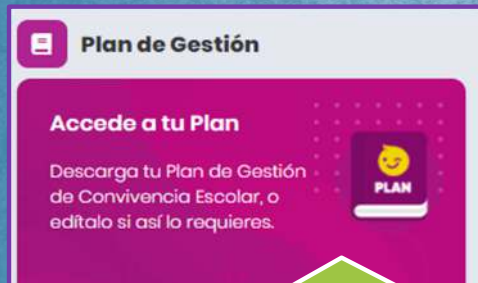 Plan de Gestión
Accede a tu Plan
Descarga tu Plan de Gestión
de Convivencia Escolar, o
edítalo si así lo requieres.
PLAN